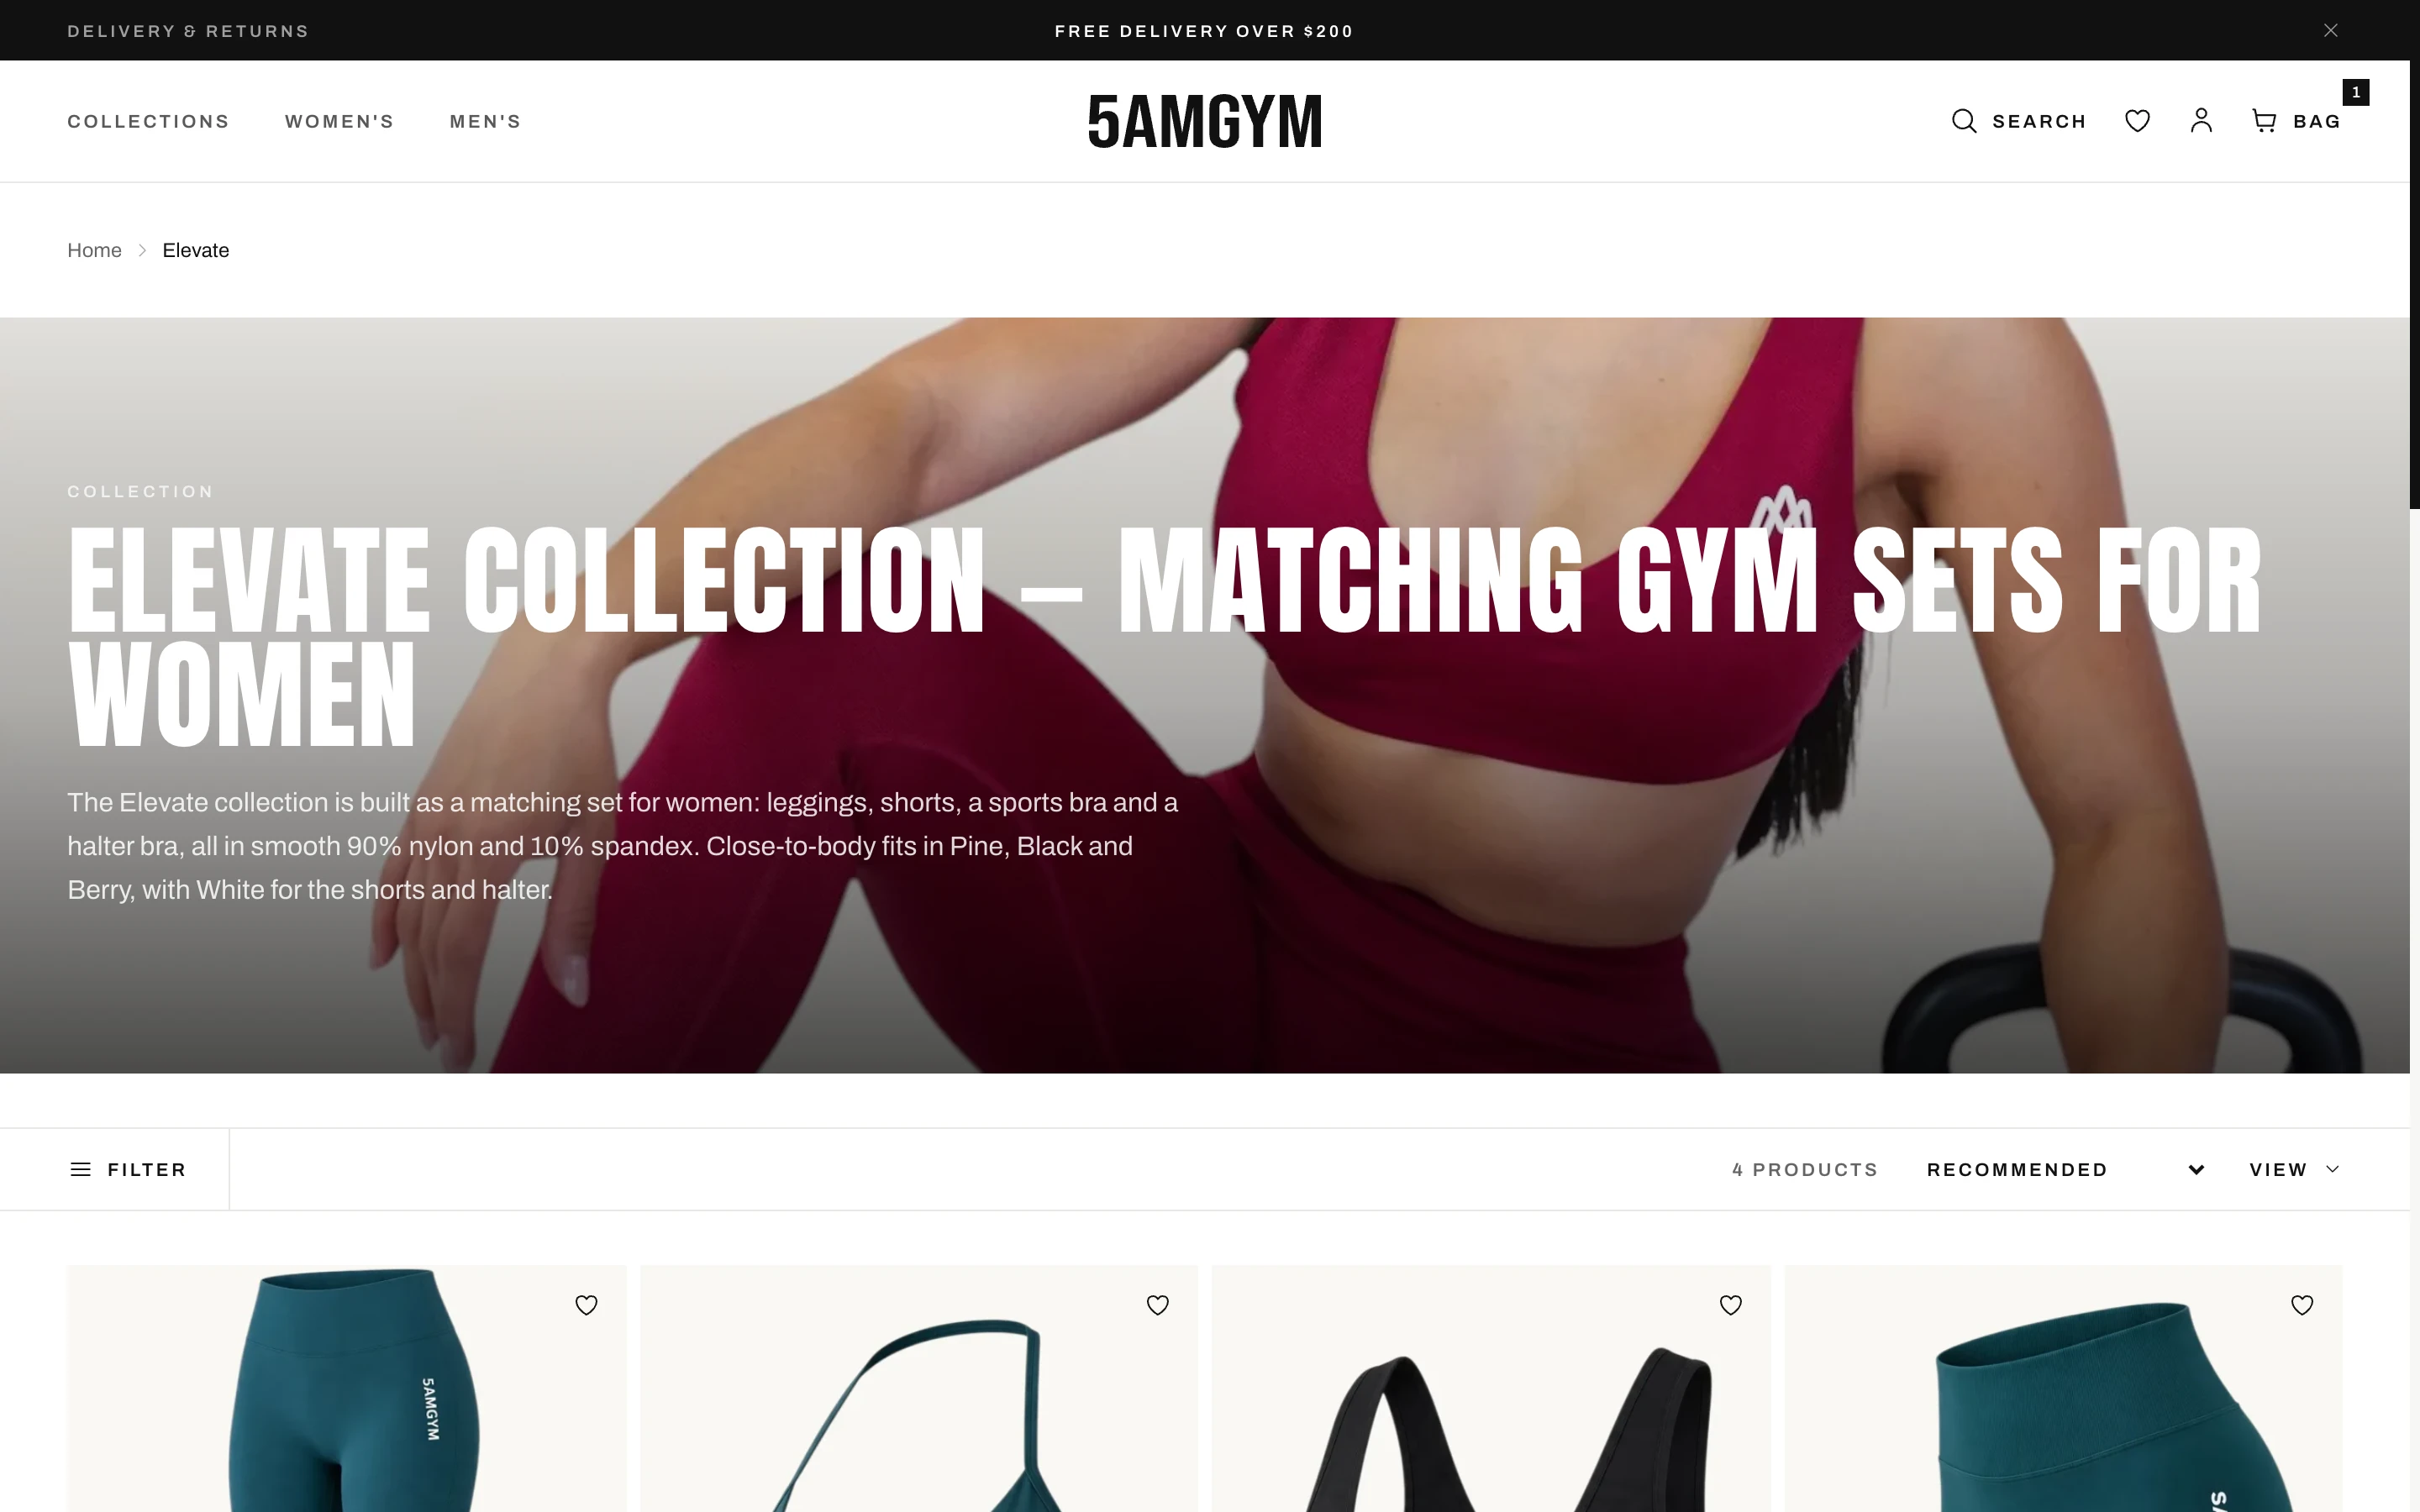 DELIVERY & RETURNS
FREE DELIVERY OVER $200
COLLECTIONS
WOMEN'S
MEN'S
5AMGYM
SEARCH
BAG
1
Home
Elevate
COLLECTION
ELEVATE COLLECTION – MATCHING GYM SETS FOR
WOMEN
The Elevate collection is built as a matching set for women: leggings, shorts, a sports bra and a
halter bra, all in smooth 90% nylon and 10% spandex. Close-to-body fits in Pine, Black and
Berry, with White for the shorts and halter.
FILTER
4 PRODUCTS
RECOMMENDED
VIEW
5AMGYM